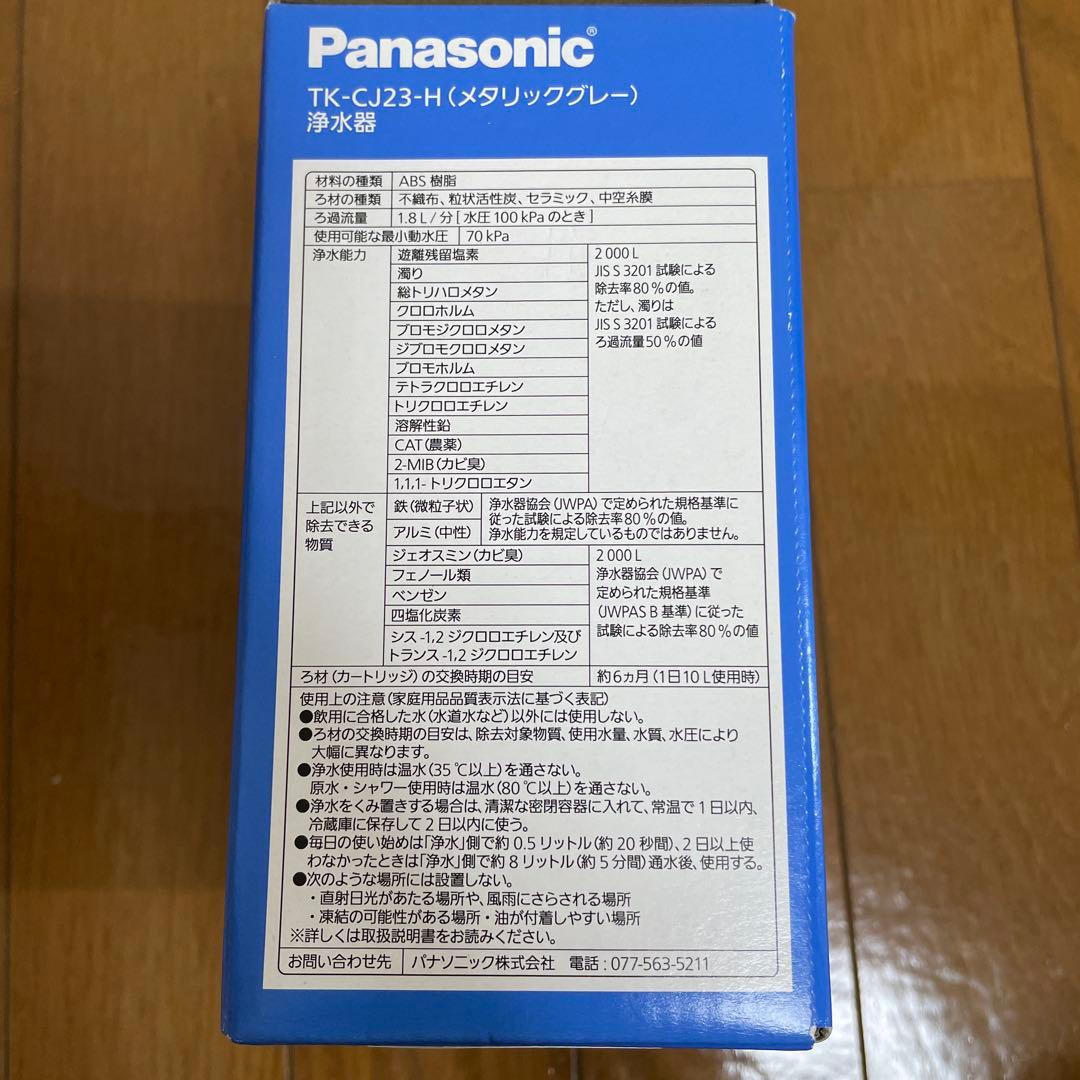 Panasonic®
TK-CJ23-H（メタリックグレー）
浄水器
材料の種類 ABS 樹脂
ろ材の種類 不織布、粒状活性炭、セラミック、中空糸膜
ろ過流量 1.8 L / 分 [ 水圧 100 kPa のとき ]
使用可能な最小動水圧 70 kPa
浄水能力
遊離残留塩素
濁り
総トリハロメタン
クロロホルム
ブロモジクロロメタン
ジブロモクロロメタン
ブロモホルム
テトラクロロエチレン
トリクロロエチレン
溶解性鉛
CAT（農薬）
2-MIB（カビ臭）
1,1,1- トリクロロエタン
2 000 L
JIS S 3201 試験による
除去率80 %の値。
ただし、濁りは
JIS S 3201 試験による
ろ過流量50 %の値
上記以外で
除去できる
物質
鉄（微粒子状）
アルミ（中性）
浄水器協会（JWPA）で定められた規格基準に
従った試験による除去率80 %の値。
浄水能力を規定しているものではありません。
ジェオスミン（カビ臭）
フェノール類
ベンゼン
四塩化炭素
シス -1,2 ジクロロエチレン及び
トランス -1,2 ジクロロエチレン
2 000 L
浄水器協会（JWPA）で
定められた規格基準
（JWPAS B 基準）に従った
試験による除去率80 %の値
ろ材（カートリッジ）の交換時期の目安 約6ヵ月（1日10 L使用時）
使用上の注意（家庭用品品質表示法に基づく表記）
●飲用に合格した水（水道水など）以外には使用しない。
●ろ材の交換時期の目安は、除去対象物質、使用水量、水質、水圧により
大幅に異なります。
●浄水使用時は温水（35 ℃以上）を通さない。
原水・シャワー使用時は温水（80 ℃以上）を通さない。
●浄水をくみ置きする場合は、清潔な密閉容器に入れて、常温で 1 日以内、
冷蔵庫に保存して 2 日以内に使う。
●毎日の使い始めは「浄水」側で約 0.5 リットル（約 20 秒間）、2 日以上使
わなかったときは「浄水」側で約 8 リットル（約 5 分間）通水後、使用する。
●次のような場所には設置しない。
・直射日光があたる場所や、風雨にさらされる場所
・凍結の可能性がある場所・油が付着しやすい場所
※詳しくは取扱説明書をお読みください。
お問い合わせ先 パナソニック株式会社 電話 : 077-563-5211